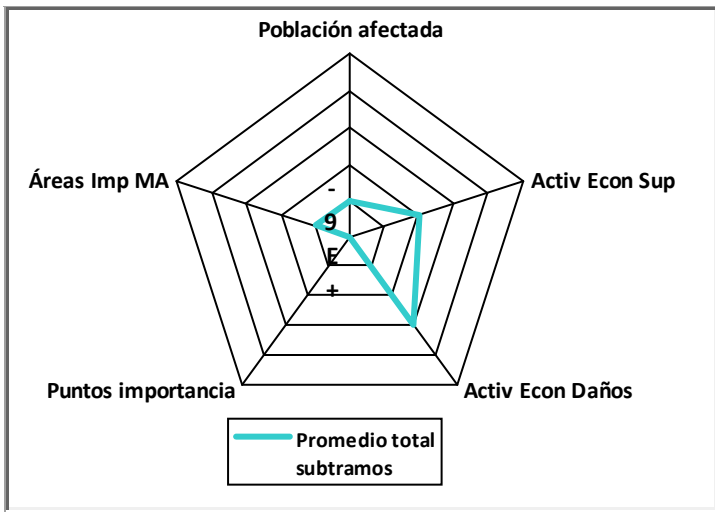 Población afectada
Áreas Imp MA
Activ Econ Sup
-
9
E
+
Puntos importancia
Activ Econ Daños
Promedio total
subtramos